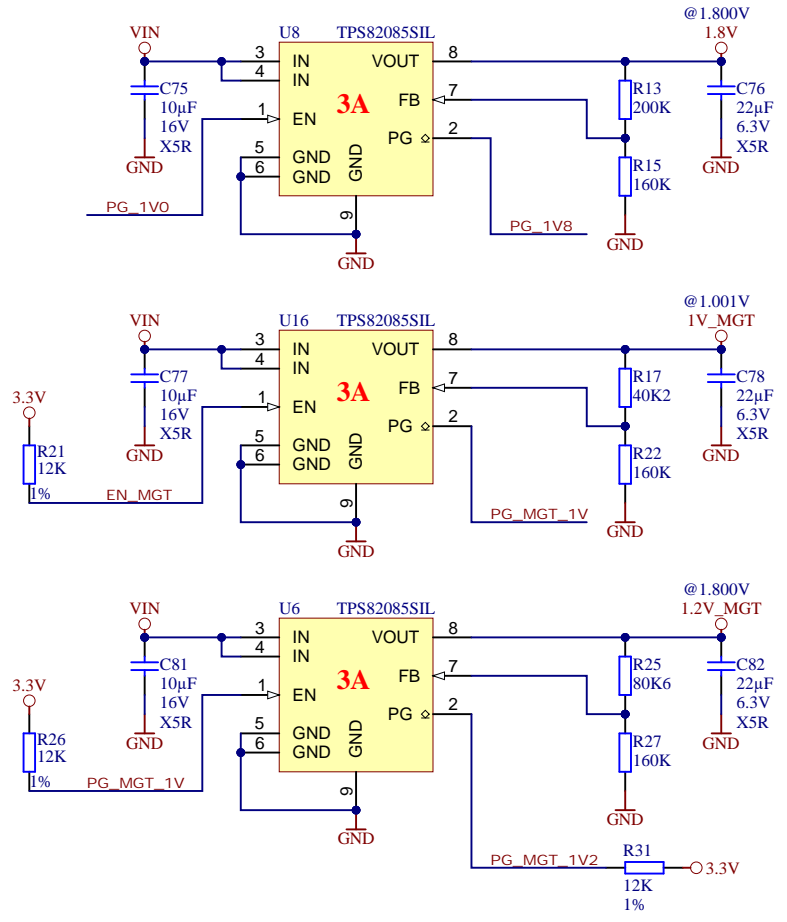 @1.800V
VIN U8 TPS82085SIL 1.8V
3 IN VOUT 8
4 IN
C75 R13 C76
10µF 3A FB 7 200K 22µF
16V 1 EN 6.3V
X5R PG 2 X5R
5 GND R15
GND 6 GND GND 160K GND
PG_1V0 9 PG_1V8
GND GND
@1.001V
VIN U16 TPS82085SIL 1V_MGT
3 IN VOUT 8
4 IN
C77 R17 C78
3.3V 10µF 3A FB 7 40K2 22µF
16V 1 EN 6.3V
X5R PG 2 X5R
R21 5 GND R22
12K GND 6 GND GND 160K GND
1% EN_MGT 9 PG_MGT_1V
GND GND
@1.800V
VIN U6 TPS82085SIL 1.2V_MGT
3 IN VOUT 8
4 IN
C81 R25 C82
3.3V 10µF 3A FB 7 80K6 22µF
16V 1 EN 6.3V
X5R PG 2 X5R
R26 5 GND R27
12K GND 6 GND GND 160K GND
1% PG_MGT_1V 9
GND GND
R31
PG_MGT_1V2 3.3V
12K
1%